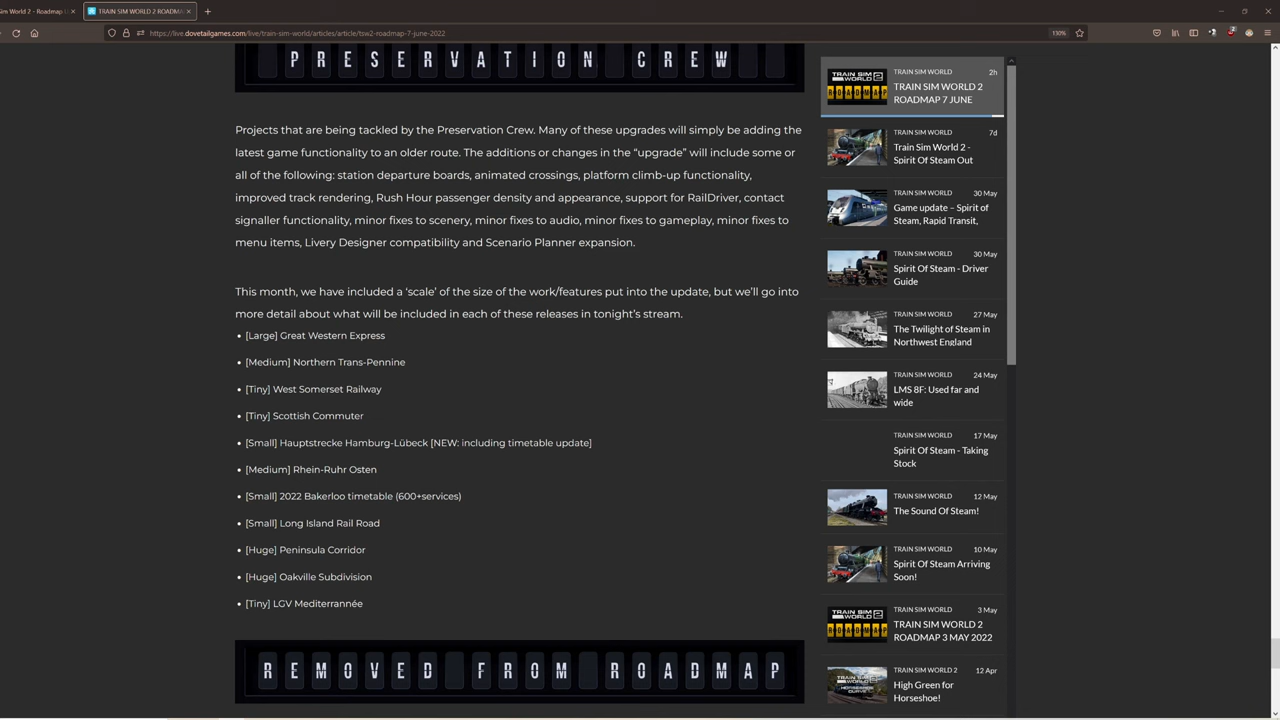 Sim World 2 - Roadmap
TRAIN SIM WORLD 2 ROADMAP
https://live.dovetailgames.com/live/train-sim-world/articles/article/tsw2-roadmap-7-june-2022
130%
PRESERVATION CREW
Projects that are being tackled by the Preservation Crew. Many of these upgrades will simply be adding the
latest game functionality to an older route. The additions or changes in the “upgrade” will include some or
all of the following: station departure boards, animated crossings, platform climb-up functionality,
improved track rendering, Rush Hour passenger density and appearance, support for RailDriver, contact
signaller functionality, minor fixes to scenery, minor fixes to audio, minor fixes to gameplay, minor fixes to
menu items, Livery Designer compatibility and Scenario Planner expansion.
This month, we have included a ‘scale’ of the size of the work/features put into the update, but we’ll go into
more detail about what will be included in each of these releases in tonight’s stream.
• [Large] Great Western Express
• [Medium] Northern Trans-Pennine
• [Tiny] West Somerset Railway
• [Tiny] Scottish Commuter
• [Small] Hauptstrecke Hamburg-Lübeck [NEW: including timetable update]
• [Medium] Rhein-Ruhr Osten
• [Small] 2022 Bakerloo timetable (600+services)
• [Small] Long Island Rail Road
• [Huge] Peninsula Corridor
• [Huge] Oakville Subdivision
• [Tiny] LGV Mediterrannée
REMOVED FROM ROADMAP
TRAIN SIM WORLD 2h
TRAIN SIM WORLD 2
ROADMAP 7 JUNE
TRAIN SIM WORLD 7d
Train Sim World 2 -
Spirit Of Steam Out
TRAIN SIM WORLD 30 May
Game update – Spirit of
Steam, Rapid Transit,
TRAIN SIM WORLD 30 May
Spirit Of Steam - Driver
Guide
TRAIN SIM WORLD 27 May
The Twilight of Steam in
Northwest England
TRAIN SIM WORLD 24 May
LMS 8F: Used far and
wide
TRAIN SIM WORLD 17 May
Spirit Of Steam - Taking
Stock
TRAIN SIM WORLD 12 May
The Sound Of Steam!
TRAIN SIM WORLD 10 May
Spirit Of Steam Arriving
Soon!
TRAIN SIM WORLD 3 May
TRAIN SIM WORLD 2
ROADMAP 3 MAY 2022
TRAIN SIM WORLD 2 12 Apr
High Green for
Horseshoe!